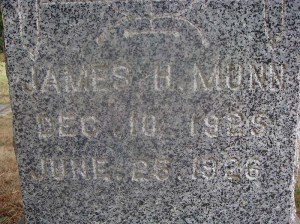 JAMES H. MUNN
DEC 10 1925
JUNE 25. 1926